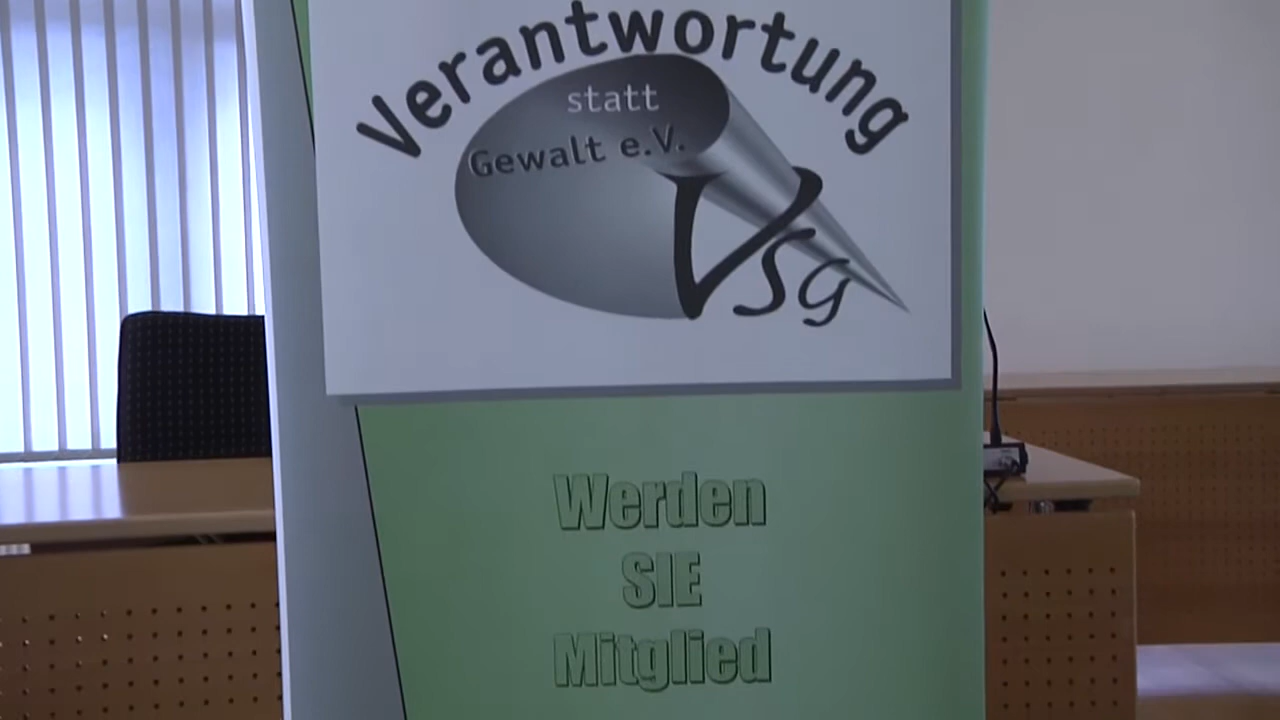 Verantwortung
statt
Gewalt e.V.
Vsg
Werden
SIE
Mitglied